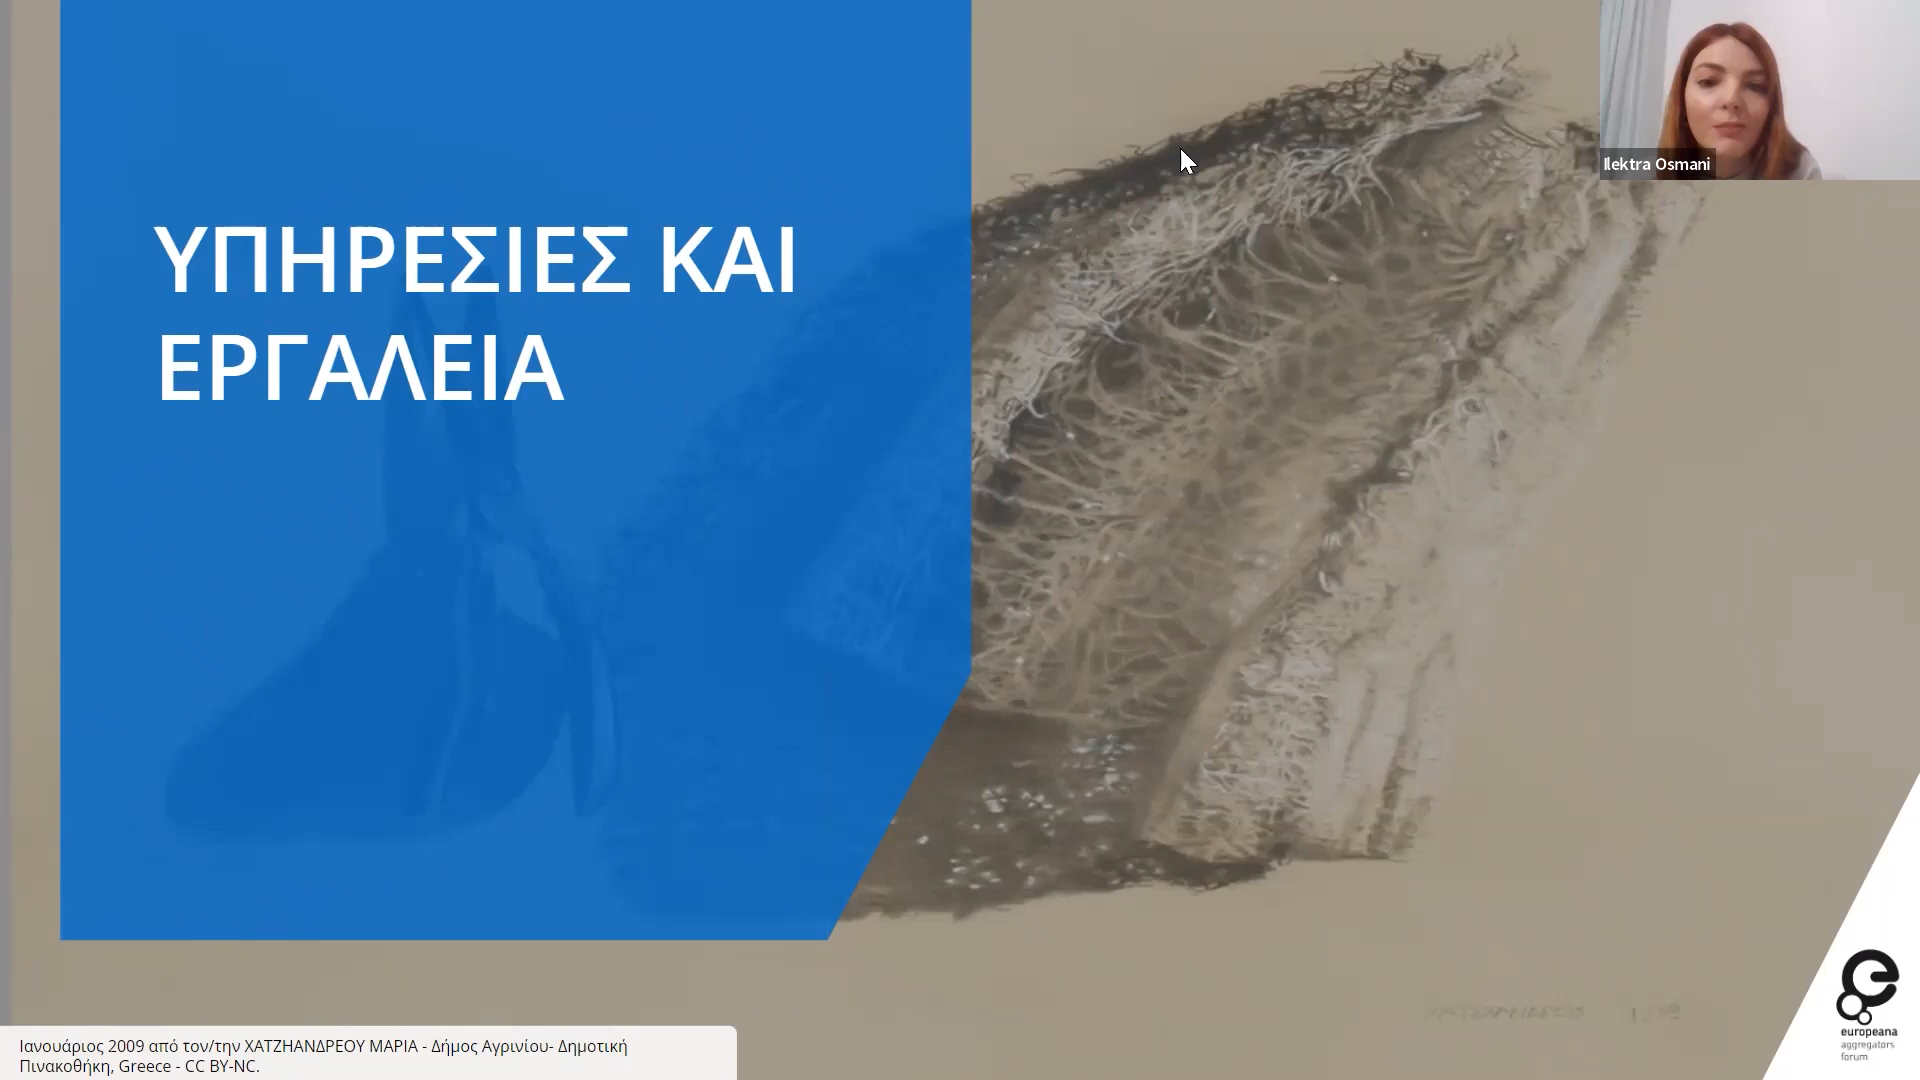 ΥΠΗΡΕΣΙΕΣ ΚΑΙ
ΕΡΓΑΛΕΙΑ
Ilektra Osmani
europeana
aggregators
forum
Ιανουάριος 2009 από τον/την ΧΑΤΖΗΑΝΔΡΕΟΥ ΜΑΡΙΑ - Δήμος Αγρινίου- Δημοτική
Πινακοθήκη, Greece - CC BY-NC.